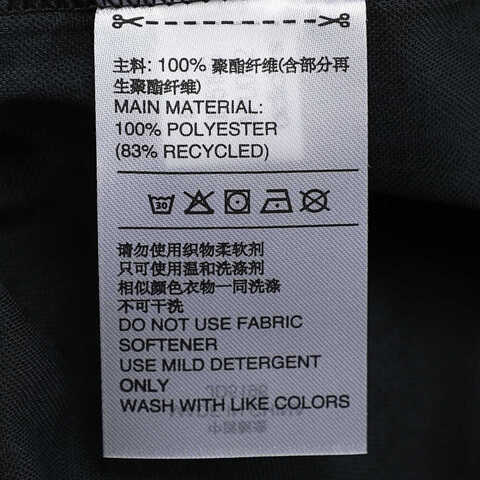 主料: 100% 聚酯纤维(含部分再
生聚酯纤维)
MAIN MATERIAL:
100% POLYESTER
(83% RECYCLED)
30
请勿使用织物柔软剂
只可使用温和洗涤剂
相似颜色衣物一同洗涤
不可干洗
DO NOT USE FABRIC
SOFTENER
USE MILD DETERGENT
ONLY
WASH WITH LIKE COLORS